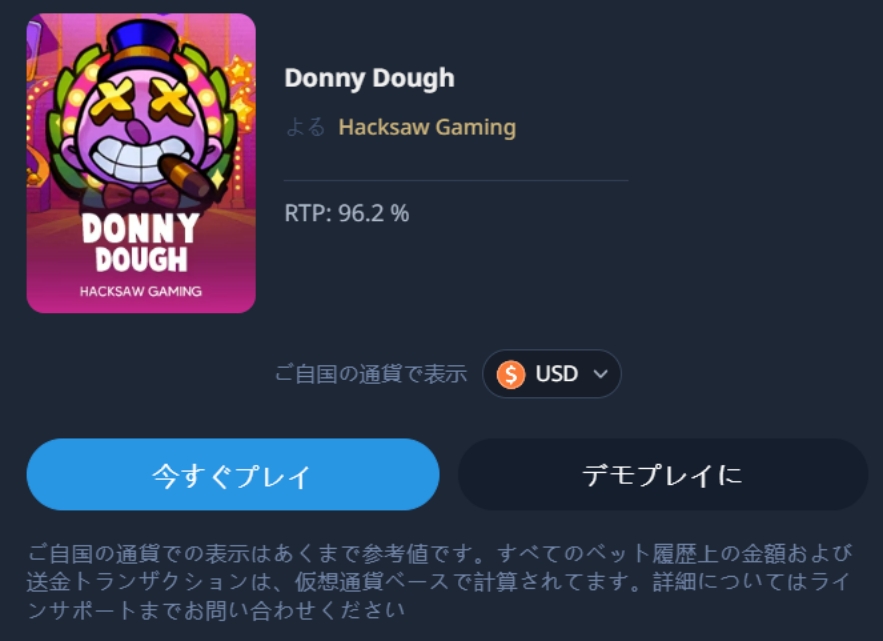 DONNY
DOUGH
HACKSAW GAMING
Donny Dough
よる Hacksaw Gaming
RTP: 96.2 %
ご自国の通貨で表示
$ USD
今すぐプレイ
デモプレイに
ご自国の通貨での表示はあくまで参考値です。すべてのベット履歴上の金額および
送金トランザクションは、仮想通貨ベースで計算されてます。詳細についてはライ
ンサポートまでお問い合わせください